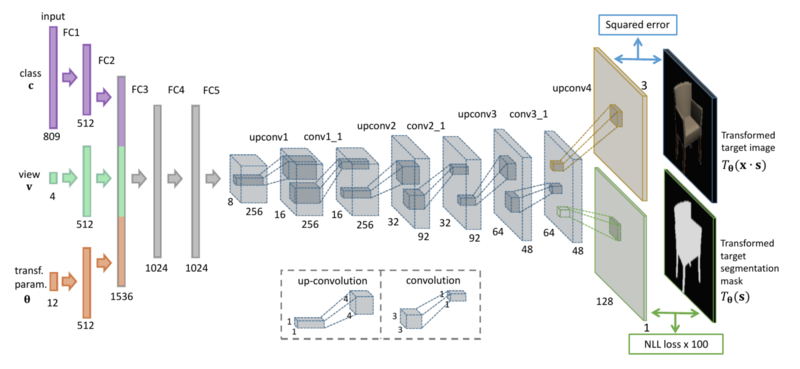 input
FC1
FC2
class
c
FC3
FC4
FC5
809
512
view
v
4
512
transf.
param.
θ
12
512
1536
1024
1024
8
256
upconv1
16
256
conv1_1
16
256
upconv2
32
92
conv2_1
32
92
upconv3
64
48
conv3_1
64
48
upconv4
3
128
1
Squared error
Transformed
target image
Tθ(x · s)
Transformed
target
segmentation
mask
Tθ(s)
NLL loss x 100
up-convolution
1
1
4
4
convolution
3
3
1
1